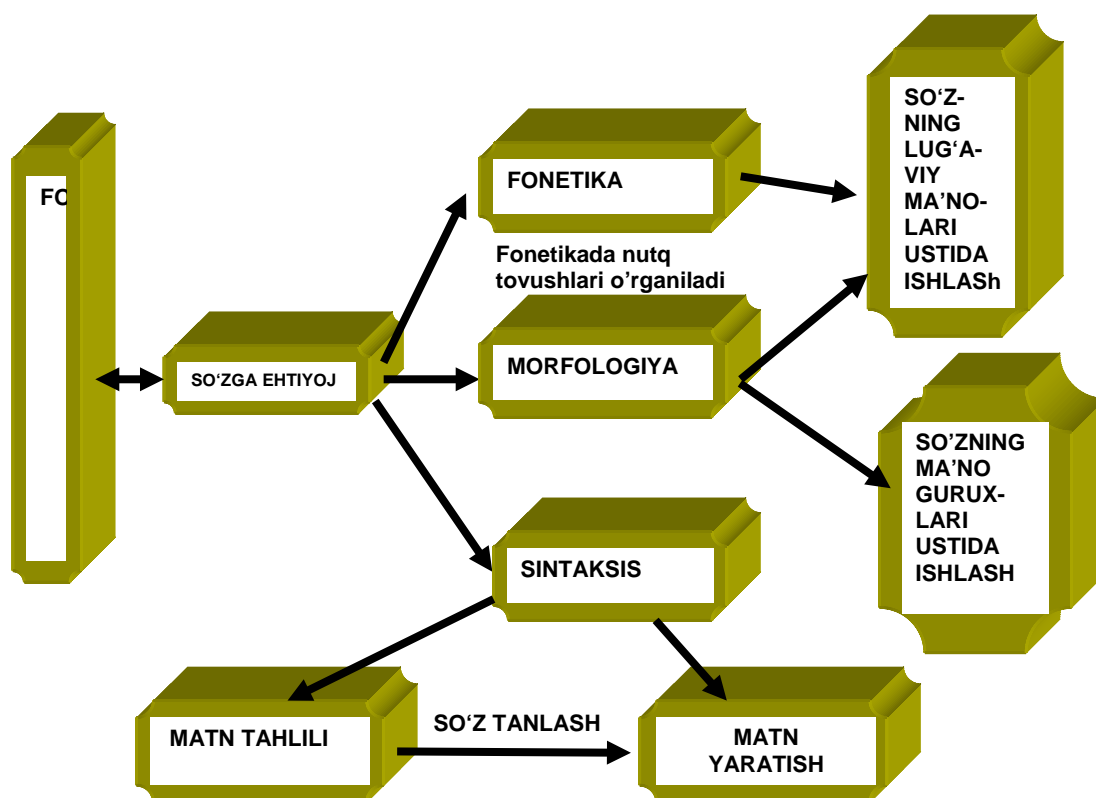 FO
SO‘ZGA EHTIYOJ
FONETIKA
Fonetikada nutq
tovushlari o’rganiladi
MORFOLOGIYA
SINTAKSIS
SO‘Z-
NING
LUG‘A-
VIY
MA’NO-
LARI
USTIDA
ISHLASh
SO’ZNING
MA’NO
GURUX-
LARI
USTIDA
ISHLASH
MATN TAHLILI
SO‘Z TANLASH
MATN
YARATISH